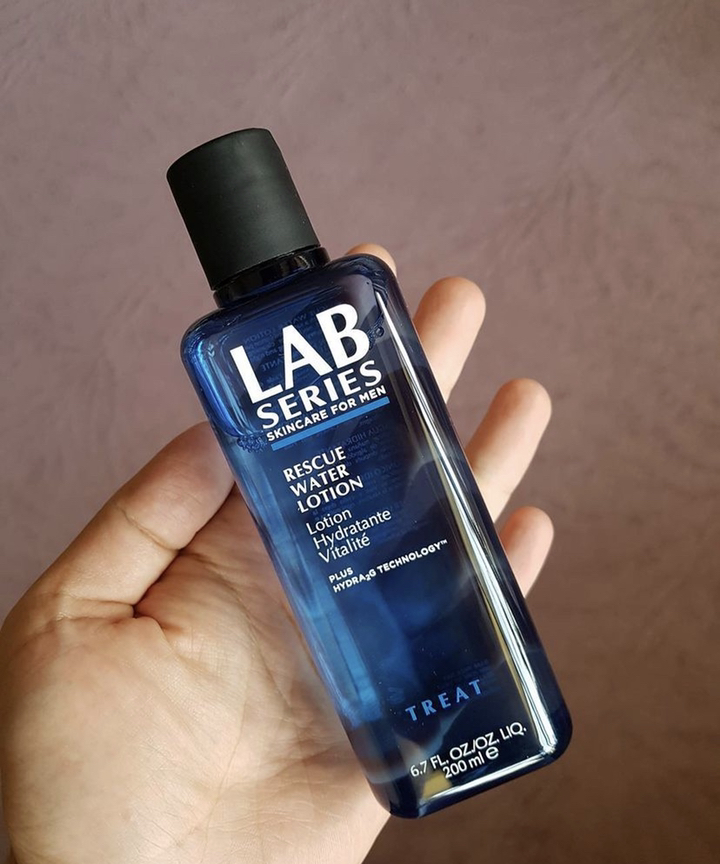 LAB
SERIES
SKINCARE FOR MEN
RESCUE
WATER
LOTION
Lotion
Hydratante
Vitalité
PLUS
HYDRA₂G TECHNOLOGY™
TREAT
6.7 FL. OZ./OZ. LIQ.
200 ml ℮